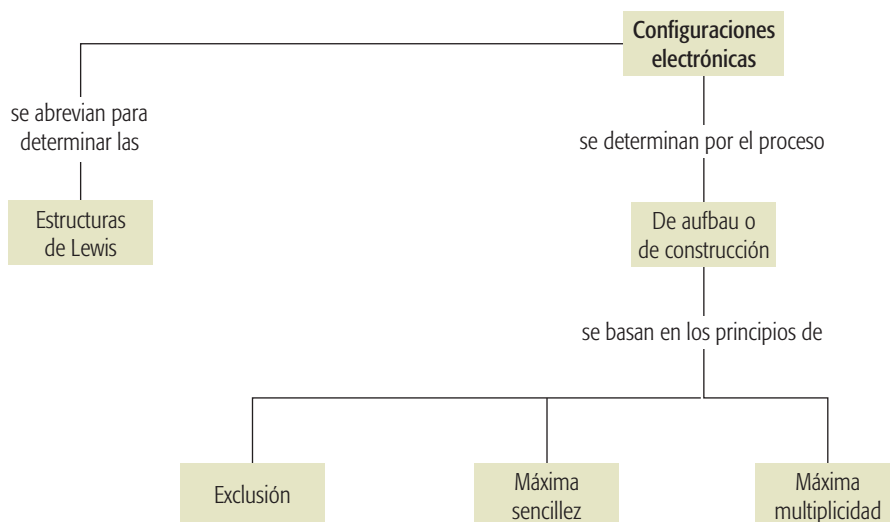 Configuraciones
electrónicas
se abrevian para
determinar las
se determinan por el proceso
Estructuras
de Lewis
De aufbau o
de construcción
se basan en los principios de
Exclusión
Máxima
sencillez
Máxima
multiplicidad